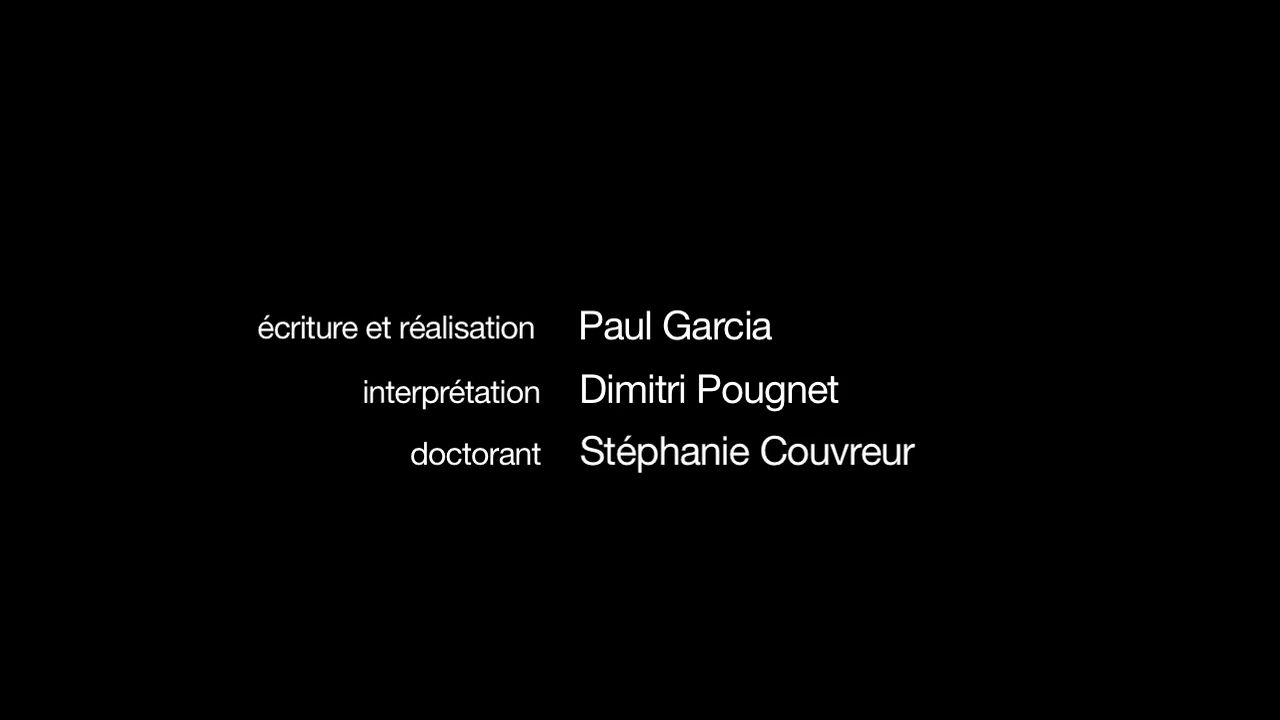 écriture et réalisation Paul Garcia
interprétation Dimitri Pougnet
doctorant Stéphanie Couvreur